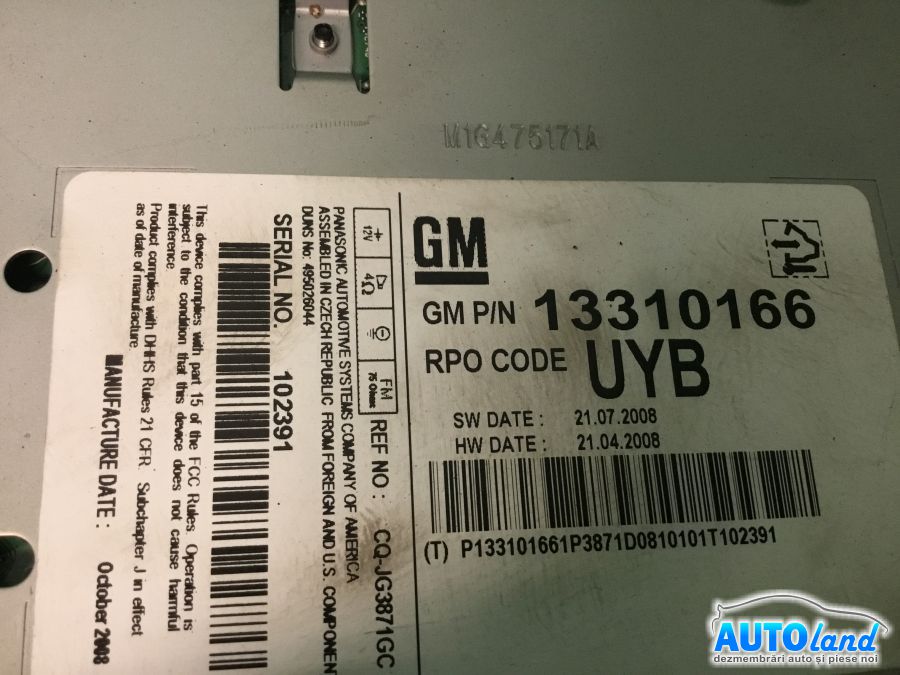 M1G475171A
GM
GM P/N 13310166
RPO CODE UYB
SW DATE : 21.07.2008
HW DATE : 21.04.2008
(T) P133101661P3871D0810101T102391
12V 4Ω FM 75 Ohmsc
REF NO : CQ-JG3871GC
PANASONIC AUTOMOTIVE SYSTEMS COMPANY OF AMERICA
ASSEMBLED IN CZECH REPUBLIC FROM FOREIGN AND U.S. COMPONENT
DUNS No: 495026044
SERIAL NO. 102391
This device complies with part 15 of the FCC Rules. Operation is
subject to the condition that this device does not cause harmful
interference.
Product complies with DHHS Rules 21 CFR. Subchapter J in effect
as of date of manufacture.
MANUFACTURE DATE : October 2008
AUTOland
dezmembrări auto și piese noi